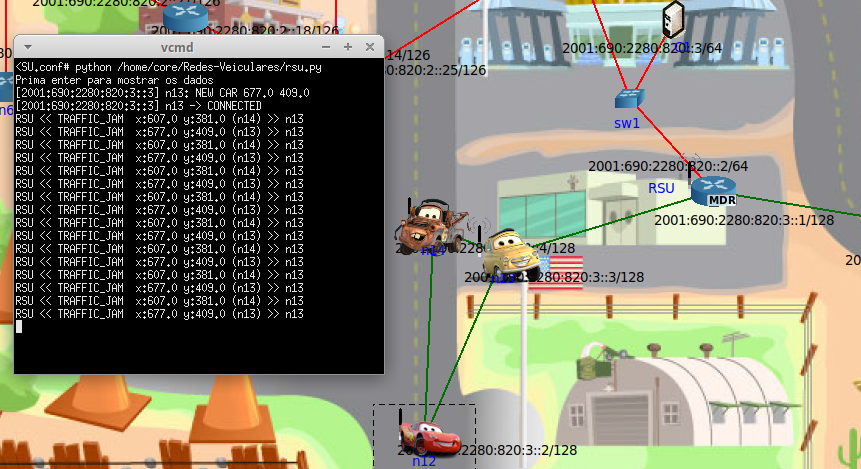 2001:690:2280:820:2::17/126
2280:820:2::18/126
vcmd
<SU.conf# python /home/core/Redes-Veiculares/rsu.py
Prima enter para mostrar os dados
[2001:690:2280:820:3::3] n13: NEW CAR 677.0 409.0
[2001:690:2280:820:3::3] n13 -> CONNECTED
RSU << TRAFFIC_JAM x:607.0 y:381.0 (n14) >> n13
RSU << TRAFFIC_JAM x:677.0 y:409.0 (n13) >> n13
RSU << TRAFFIC_JAM x:607.0 y:381.0 (n14) >> n13
RSU << TRAFFIC_JAM x:677.0 y:409.0 (n13) >> n13
RSU << TRAFFIC_JAM x:607.0 y:381.0 (n14) >> n13
RSU << TRAFFIC_JAM x:677.0 y:409.0 (n13) >> n13
RSU << TRAFFIC_JAM x:607.0 y:381.0 (n14) >> n13
RSU << TRAFFIC_JAM x:677.0 y:409.0 (n13) >> n13
RSU << TRAFFIC_JAM x:607.0 y:381.0 (n14) >> n13
RSU << TRAFFIC_JAM x:677.0 y:409.0 (n13) >> n13
RSU << TRAFFIC_JAM x:607.0 y:381.0 (n14) >> n13
RSU << TRAFFIC_JAM x:677.0 y:409.0 (n13) >> n13
RSU << TRAFFIC_JAM x:607.0 y:381.0 (n14) >> n13
RSU << TRAFFIC_JAM x:677.0 y:409.0 (n13) >> n13
RSU << TRAFFIC_JAM x:607.0 y:381.0 (n14) >> n13
RSU << TRAFFIC_JAM x:677.0 y:409.0 (n13) >> n13
n6
14/126
80:820:2::25/126
2001:690:2280:820::3/64
sw1
2001:690:2280:820::2/64
RSU
MDR
2001:690:2280:820:3::1/128
n14
4/128
2280:820:3::3/128
20
2280:820:3::2/128
n12